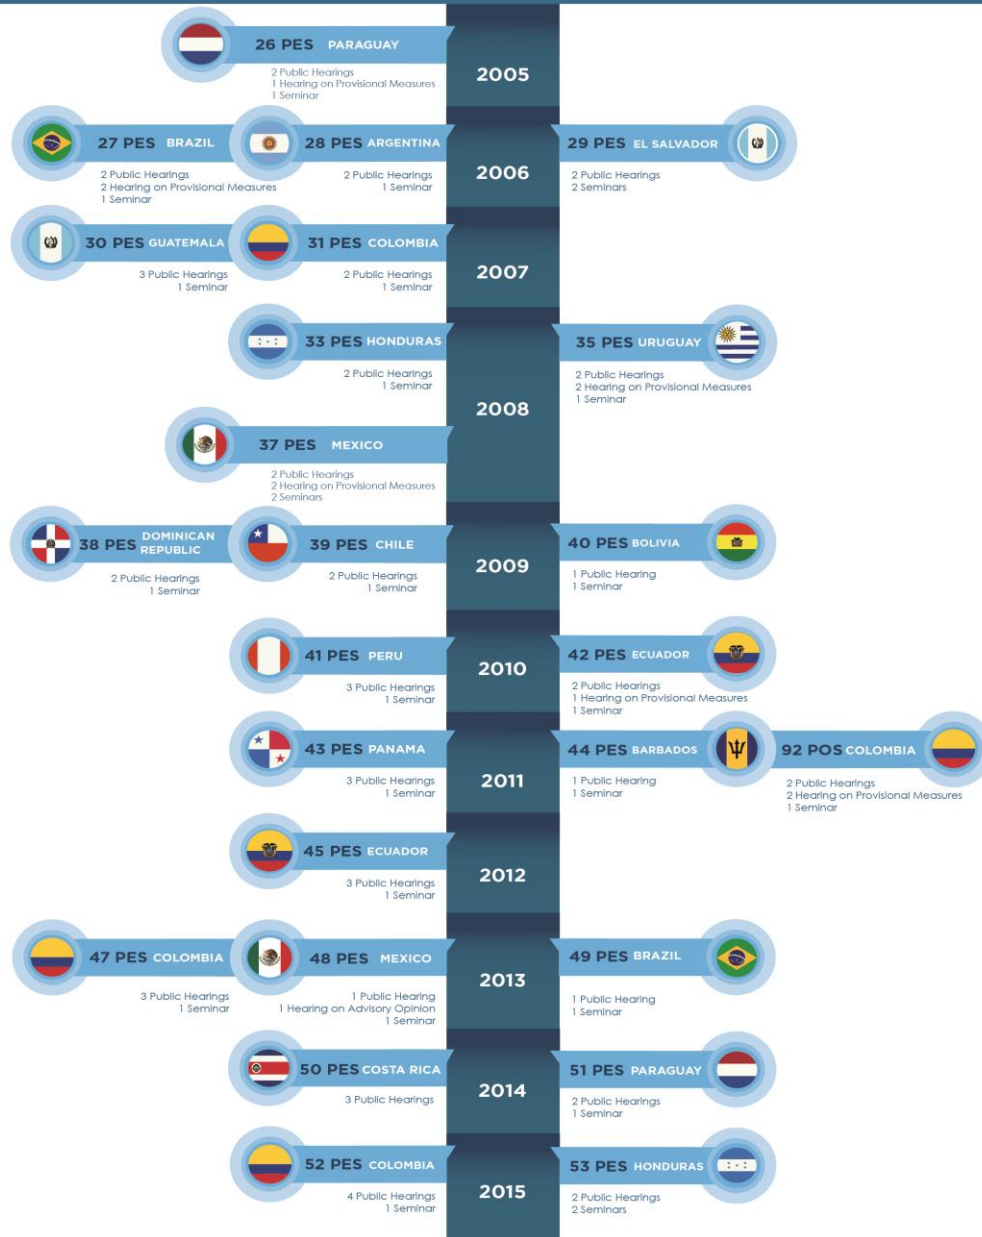 26 PES PARAGUAY
2 Public Hearings
1 Hearing on Provisional Measures
1 Seminar
2005
27 PES BRAZIL
2 Public Hearings
2 Hearing on Provisional Measures
1 Seminar
28 PES ARGENTINA
2 Public Hearings
1 Seminar
2006
29 PES EL SALVADOR
2 Public Hearings
2 Seminars
30 PES GUATEMALA
3 Public Hearings
1 Seminar
31 PES COLOMBIA
2 Public Hearings
1 Seminar
2007
33 PES HONDURAS
2 Public Hearings
1 Seminar
35 PES URUGUAY
2 Public Hearings
2 Hearing on Provisional Measures
1 Seminar
2008
37 PES MEXICO
2 Public Hearings
2 Hearing on Provisional Measures
2 Seminars
38 PES DOMINICAN
REPUBLIC
2 Public Hearings
1 Seminar
39 PES CHILE
2 Public Hearings
1 Seminar
2009
40 PES BOLIVIA
1 Public Hearing
1 Seminar
41 PES PERU
3 Public Hearings
1 Seminar
2010
42 PES ECUADOR
2 Public Hearings
1 Hearing on Provisional Measures
1 Seminar
43 PES PANAMA
3 Public Hearings
1 Seminar
2011
44 PES BARBADOS
1 Public Hearing
1 Seminar
92 POS COLOMBIA
2 Public Hearings
2 Hearing on Provisional Measures
1 Seminar
45 PES ECUADOR
3 Public Hearings
1 Seminar
2012
47 PES COLOMBIA
3 Public Hearings
1 Seminar
48 PES MEXICO
1 Public Hearing
1 Hearing on Advisory Opinion
1 Seminar
2013
49 PES BRAZIL
1 Public Hearing
1 Seminar
50 PES COSTA RICA
3 Public Hearings
2014
51 PES PARAGUAY
2 Public Hearings
1 Seminar
52 PES COLOMBIA
4 Public Hearings
1 Seminar
2015
53 PES HONDURAS
2 Public Hearings
2 Seminars